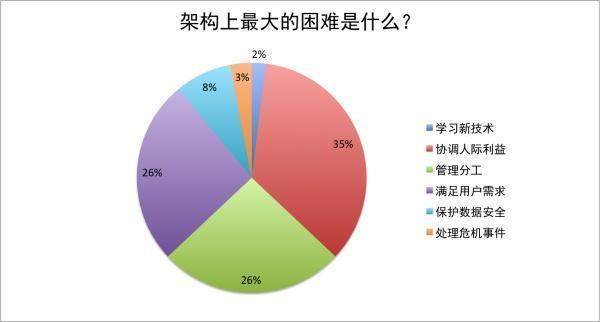 架构上最大的困难是什么？
2%
35%
26%
26%
8%
3%
学习新技术
协调人际利益
管理分工
满足用户需求
保护数据安全
处理危机事件